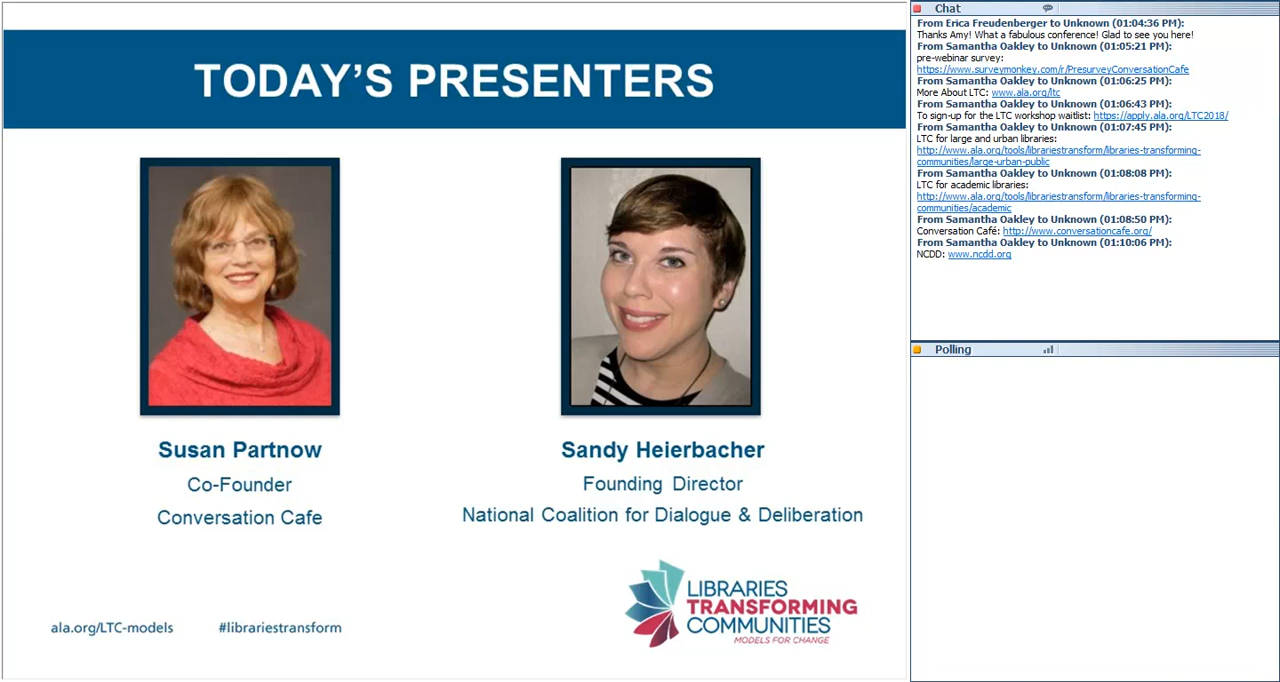 TODAY’S PRESENTERS
Susan Partnow
Co-Founder
Conversation Cafe
Sandy Heierbacher
Founding Director
National Coalition for Dialogue & Deliberation
ala.org/LTC-models
#librariestransform
LIBRARIES
TRANSFORMING
COMMUNITIES
MODELS FOR CHANGE
Chat
From Erica Freudenberger to Unknown (01:04:36 PM):
Thanks Amy! What a fabulous conference! Glad to see you here!
From Samantha Oakley to Unknown (01:05:21 PM):
pre-webinar survey:
https://www.surveymonkey.com/r/PresurveyConversationCafe
From Samantha Oakley to Unknown (01:06:25 PM):
More About LTC: www.ala.org/ltc
From Samantha Oakley to Unknown (01:06:43 PM):
To sign-up for the LTC workshop waitlist: https://apply.ala.org/LTC2018/
From Samantha Oakley to Unknown (01:07:45 PM):
LTC for large and urban libraries:
http://www.ala.org/tools/librariestransform/libraries-transforming-
communities/large-urban-public
From Samantha Oakley to Unknown (01:08:08 PM):
LTC for academic libraries:
http://www.ala.org/tools/librariestransform/libraries-transforming-
communities/academic
From Samantha Oakley to Unknown (01:08:50 PM):
Conversation Café: http://www.conversationcafe.org/
From Samantha Oakley to Unknown (01:10:06 PM):
NCDD: www.ncdd.org
Polling